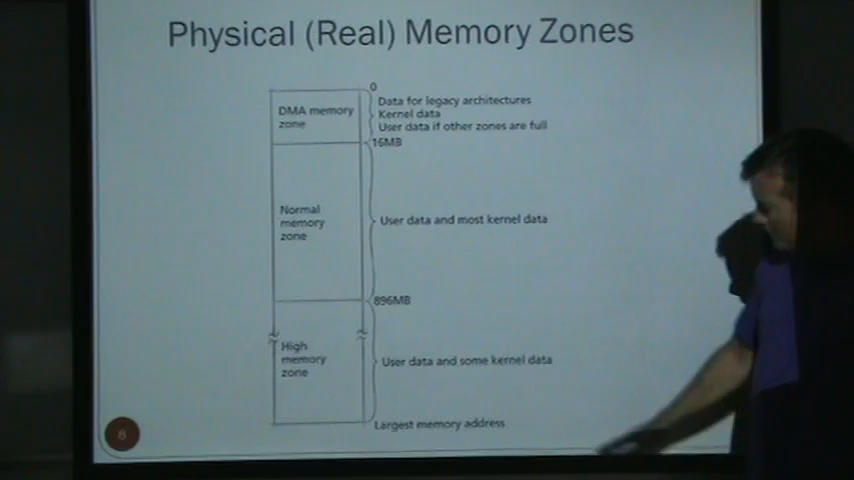 Physical (Real) Memory Zones
0
DMA memory
zone
Data for legacy architectures
Kernel data
User data if other zones are full
16MB
Normal
memory
zone
User data and most kernel data
896MB
High
memory
zone
User data and some kernel data
Largest memory address
8